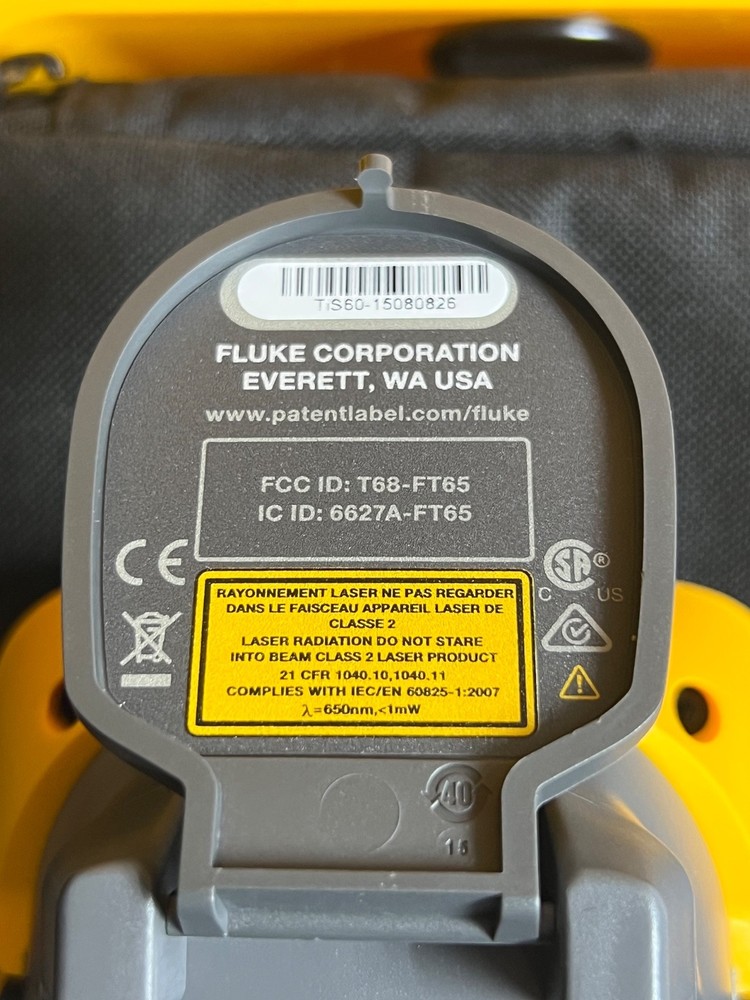 TiS60-15080826
FLUKE CORPORATION
EVERETT, WA USA
www.patentlabel.com/fluke
FCC ID: T68-FT65
IC ID: 6627A-FT65
CE
SA®
C US
RAYONNEMENT LASER NE PAS REGARDER
DANS LE FAISCEAU APPAREIL LASER DE
CLASSE 2
LASER RADIATION DO NOT STARE
INTO BEAM CLASS 2 LASER PRODUCT
21 CFR 1040.10,1040.11
COMPLIES WITH IEC/EN 60825-1:2007
λ=650nm,<1mW
40
15